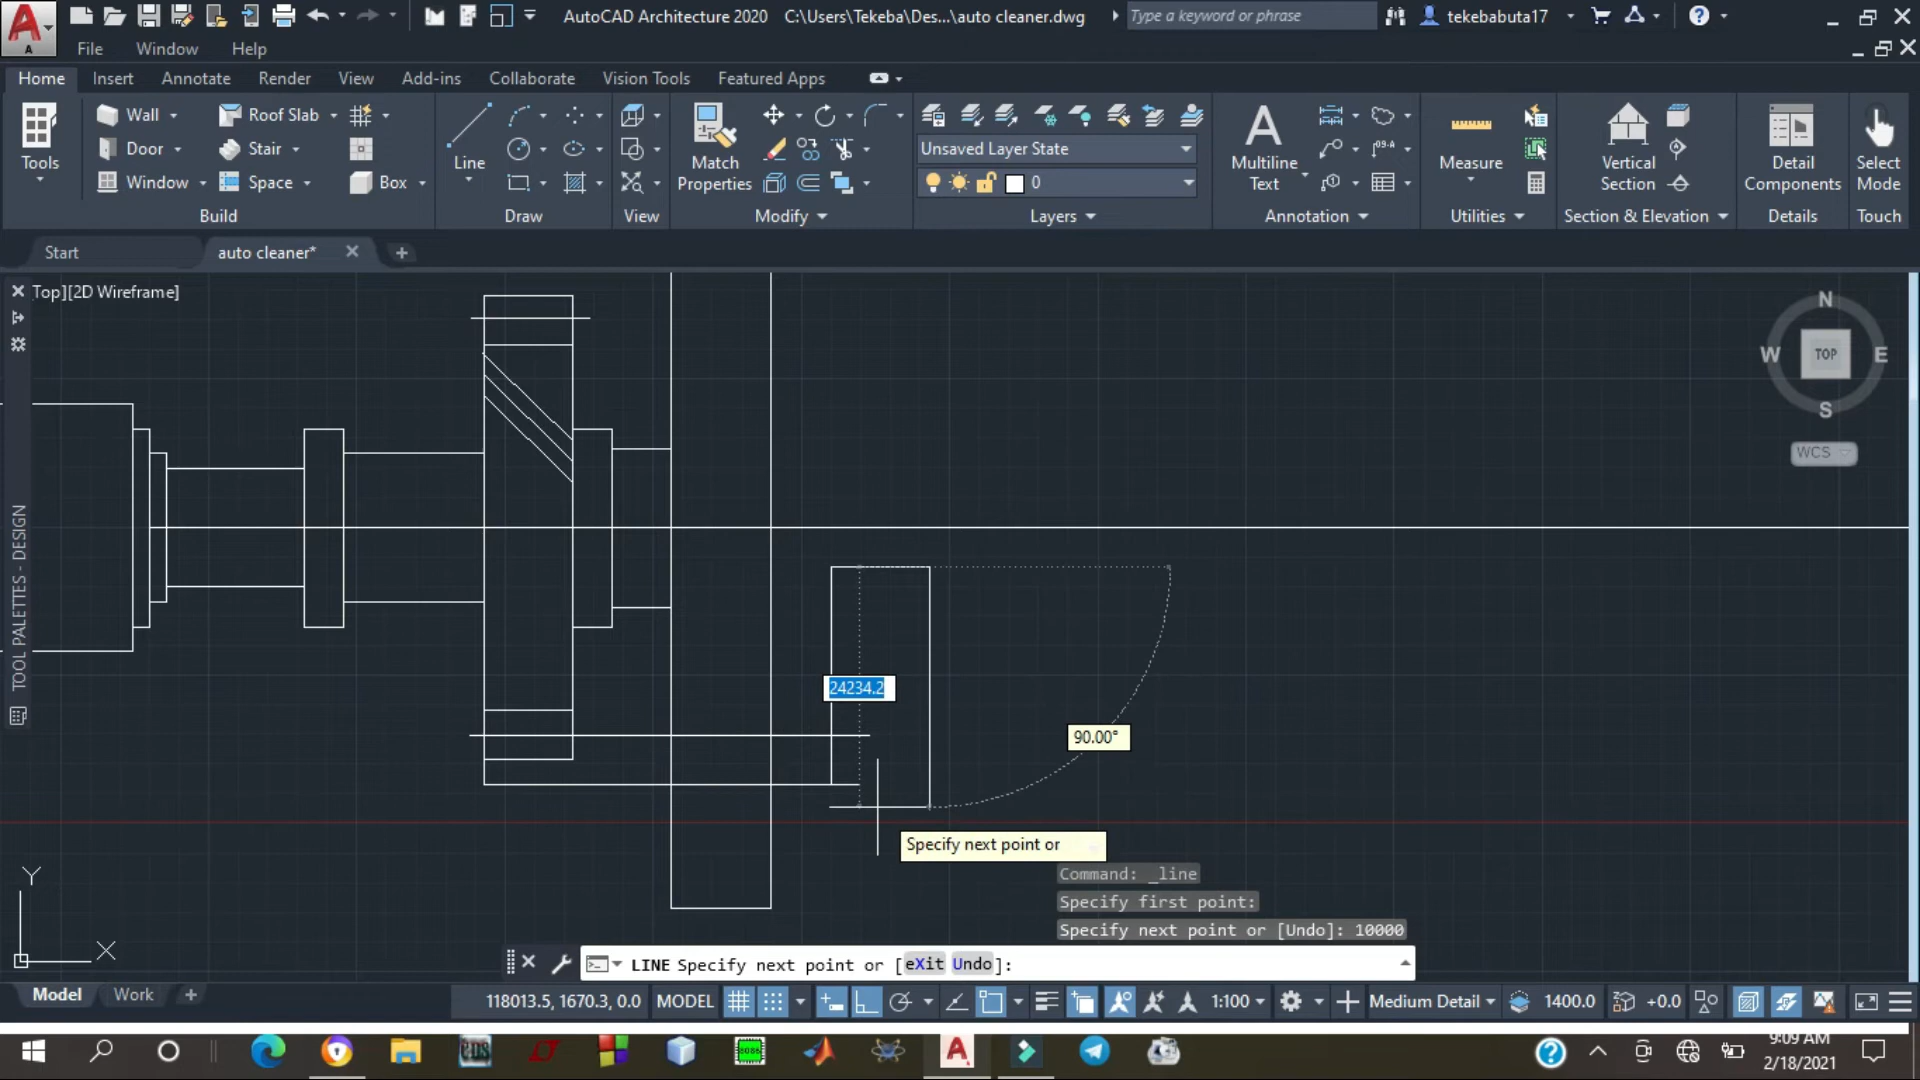 A
AutoCAD Architecture 2020 C:\Users\Tekeba\Des...\auto cleaner.dwg Type a keyword or phrase tekebabuta17
File Window Help
Home Insert Annotate Render View Add-ins Collaborate Vision Tools Featured Apps
Tools
Wall
Door
Window
Roof Slab
Stair
Space
Box
Build
Line
Draw
View
Match
Properties
Modify
Unsaved Layer State
0
Layers
Multiline
Text
Annotation
Measure
Utilities
Vertical
Section
Section & Elevation
Detail
Components
Details
Select
Mode
Touch
Start auto cleaner*
Top][2D Wireframe]
N
W TOP E
S
WCS
TOOL PALETTES - DESIGN
24234.2
90.00°
Specify next point or
Command: _line
Specify first point:
Specify next point or [Undo]: 10000
Y
X
LINE Specify next point or [eXit Undo]:
Model Work
118013.5, 1670.3, 0.0 MODEL 1:100 Medium Detail 1400.0 +0.0
9:09 AM
2/18/2021